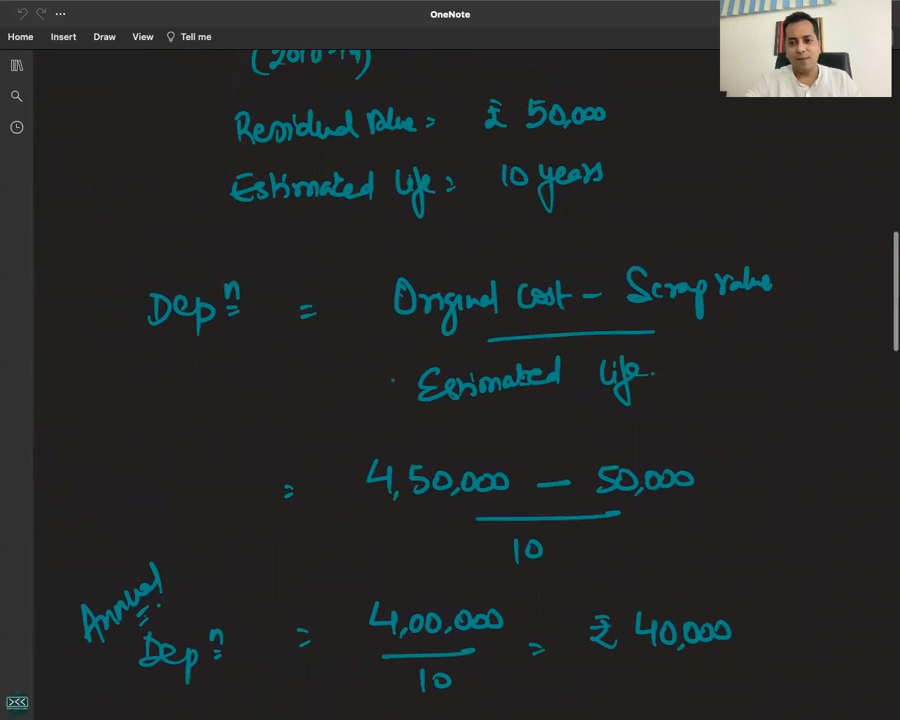 OneNote
Home Insert Draw View Tell me
Residual Value = ₹ 50,000
Estimated life = 10 years
Depn = Original Cost - Scrap Value
Estimated life.
= 4,50,000 - 50,000
10
Annual
Depn = 4,00,000 = ₹ 40,000
10